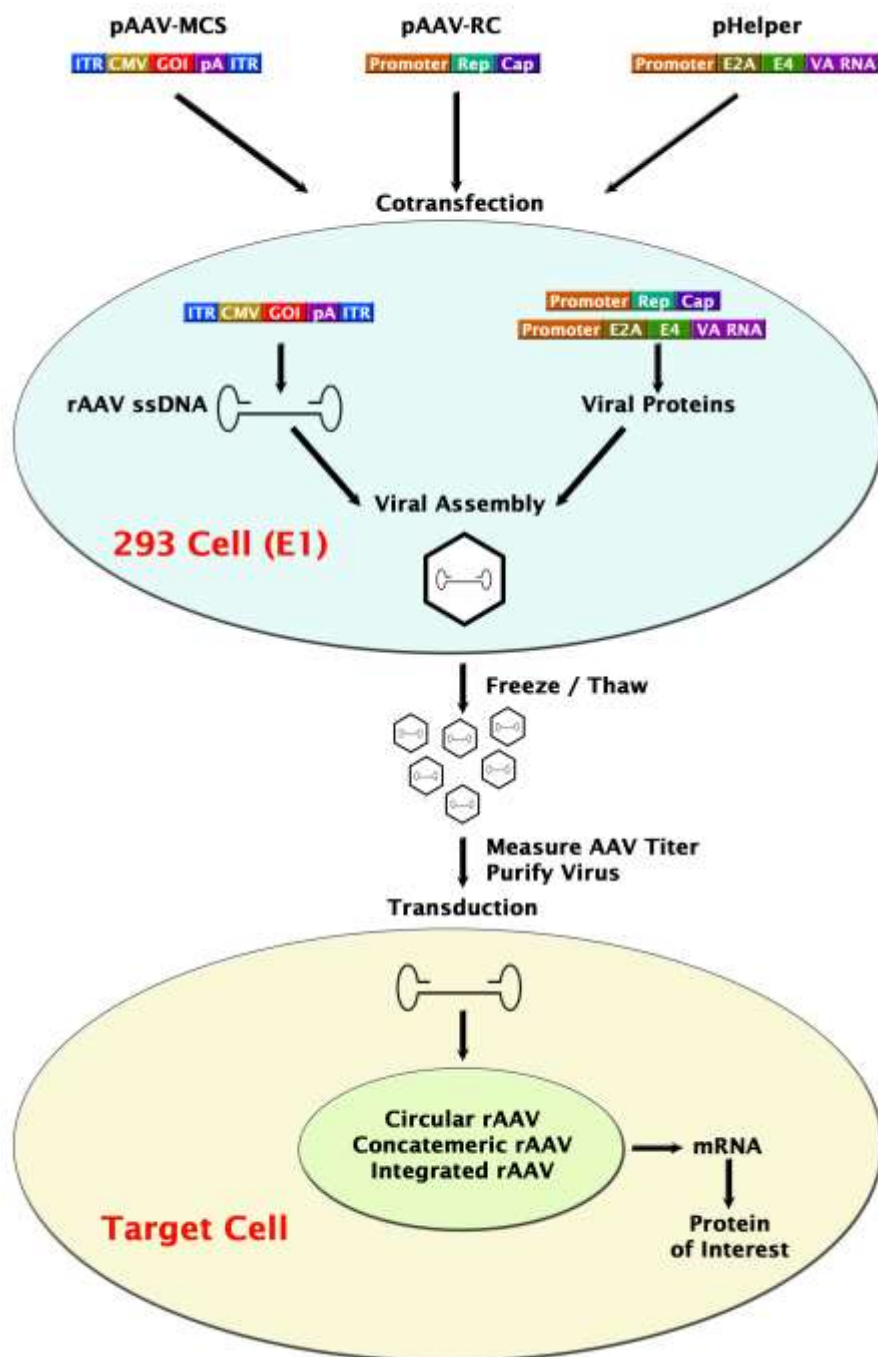 pAAV-MCS pAAV-RC pHelper
ITR CMV GOI pA ITR Promoter Rep Cap Promoter E2A E4 VA RNA
Cotransfection
ITR CMV GOI pA ITR
Promoter Rep Cap
Promoter E2A E4 VA RNA
rAAV ssDNA
Viral Proteins
Viral Assembly
293 Cell (E1)
Freeze / Thaw
Measure AAV Titer
Purify Virus
Transduction
Circular rAAV
Concatemeric rAAV
Integrated rAAV
mRNA
Protein
of Interest
Target Cell